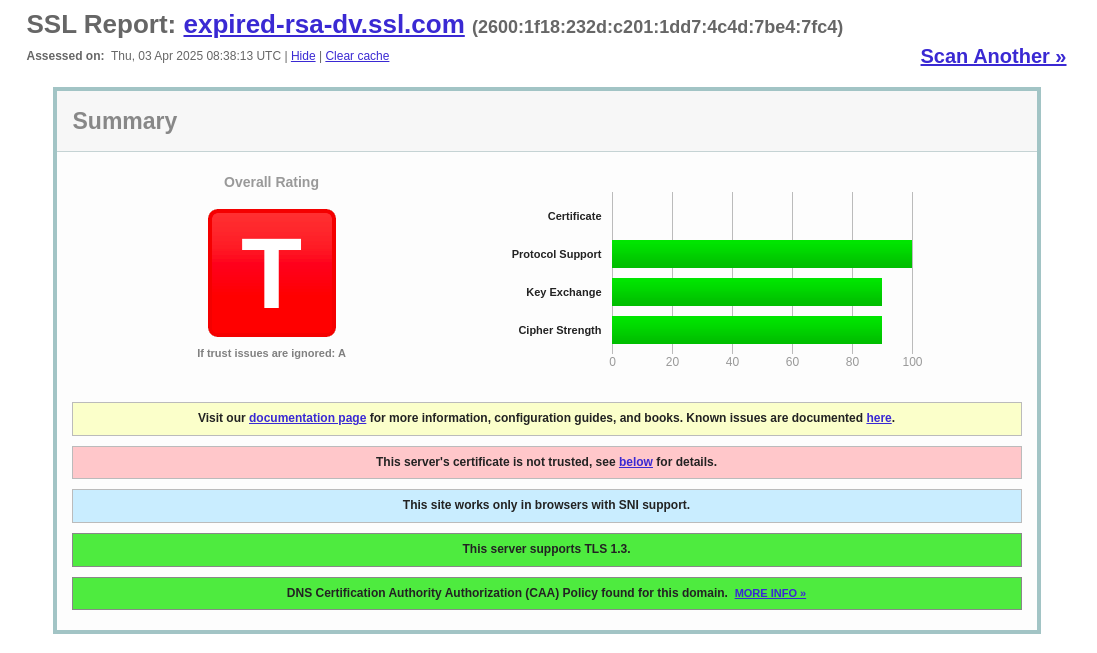 SSL Report: expired-rsa-dv.ssl.com (2600:1f18:232d:c201:1dd7:4c4d:7be4:7fc4)
Assessed on:  Thu, 03 Apr 2025 08:38:13 UTC | Hide | Clear cache
Scan Another »
Summary
Overall Rating
T
If trust issues are ignored: A
Certificate
Protocol Support
Key Exchange
Cipher Strength
0 20 40 60 80 100
Visit our documentation page for more information, configuration guides, and books. Known issues are documented here.
This server's certificate is not trusted, see below for details.
This site works only in browsers with SNI support.
This server supports TLS 1.3.
DNS Certification Authority Authorization (CAA) Policy found for this domain.  MORE INFO »